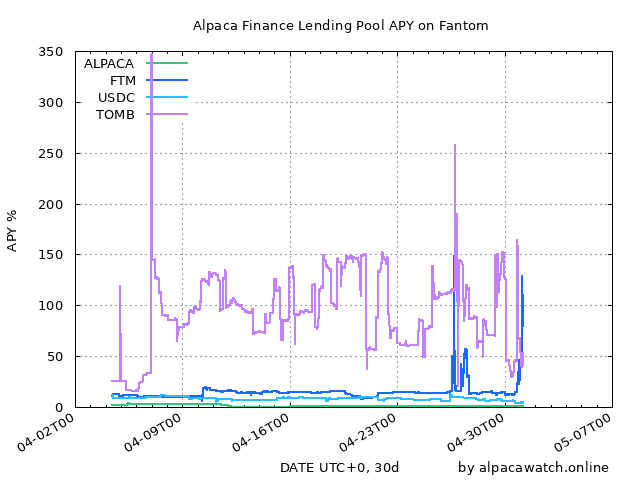 Alpaca Finance Lending Pool APY on Fantom
350
300
250
200
150
100
50
0
APY %
ALPACA
FTM
USDC
TOMB
04-02T00
04-09T00
04-16T00
04-23T00
04-30T00
05-07T00
DATE UTC+0, 30d
by alpacawatch.online